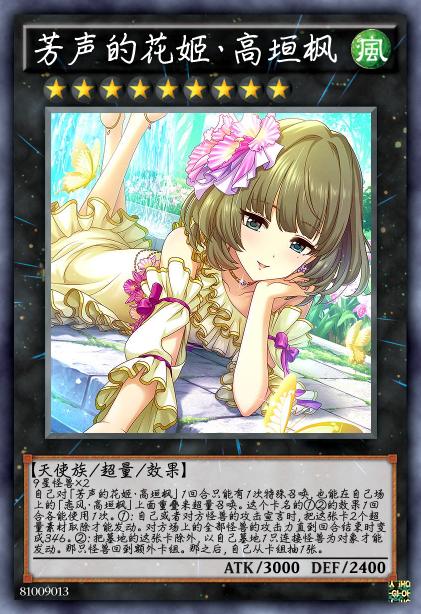 芳声的花姬·高垣枫
風
【天使族/超量/效果】
9星怪兽×2
自己对「芳声的花姬·高垣枫」1回合只能有1次特殊召唤,也能在自己场
上的「恋风·高垣枫」上面重叠来超量召唤。这个卡名的①②的效果1回
合各能使用1次。①:自己或者对方怪兽的攻击宣言时,把这张卡2个超
量素材取除才能发动。对方场上的全部怪兽的攻击力直到回合结束时变
成346。②:把墓地的这张卡除外,以自己墓地1只连接怪兽为对象才能
发动。那只怪兽回到额外卡组。那之后,自己从卡组抽1张。
ATK/3000 DEF/2400
81009013